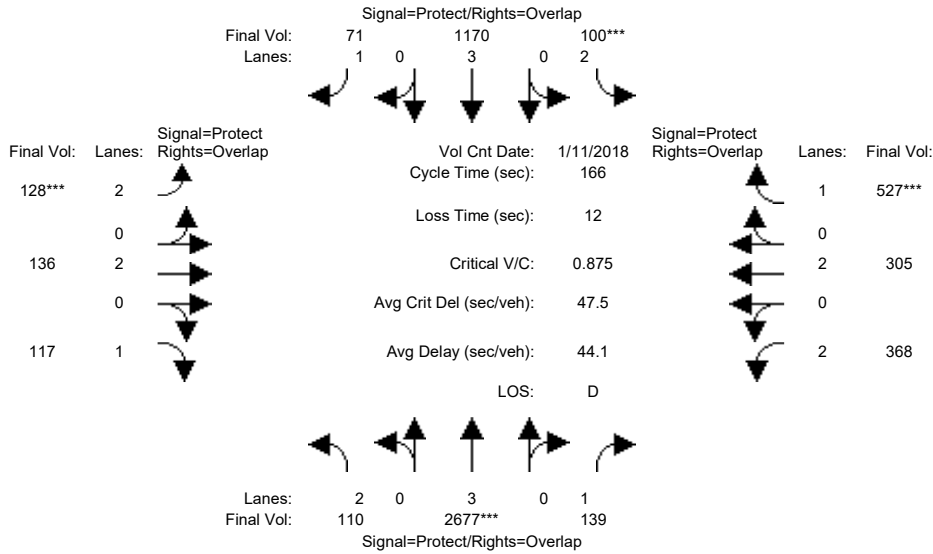 Signal=Protect/Rights=Overlap
Final Vol: 71 1170 100***
Lanes: 1 0 3 0 2
Signal=Protect
Final Vol: Lanes: Rights=Overlap
Vol Cnt Date: 1/11/2018
Signal=Protect
Rights=Overlap Lanes: Final Vol:
Cycle Time (sec): 166
128*** 2
1 527***
Loss Time (sec): 12
0
0
136 2
Critical V/C: 0.875
2 305
0
Avg Crit Del (sec/veh): 47.5
0
117 1
Avg Delay (sec/veh): 44.1
2 368
LOS: D
Lanes: 2 0 3 0 1
Final Vol: 110 2677*** 139
Signal=Protect/Rights=Overlap